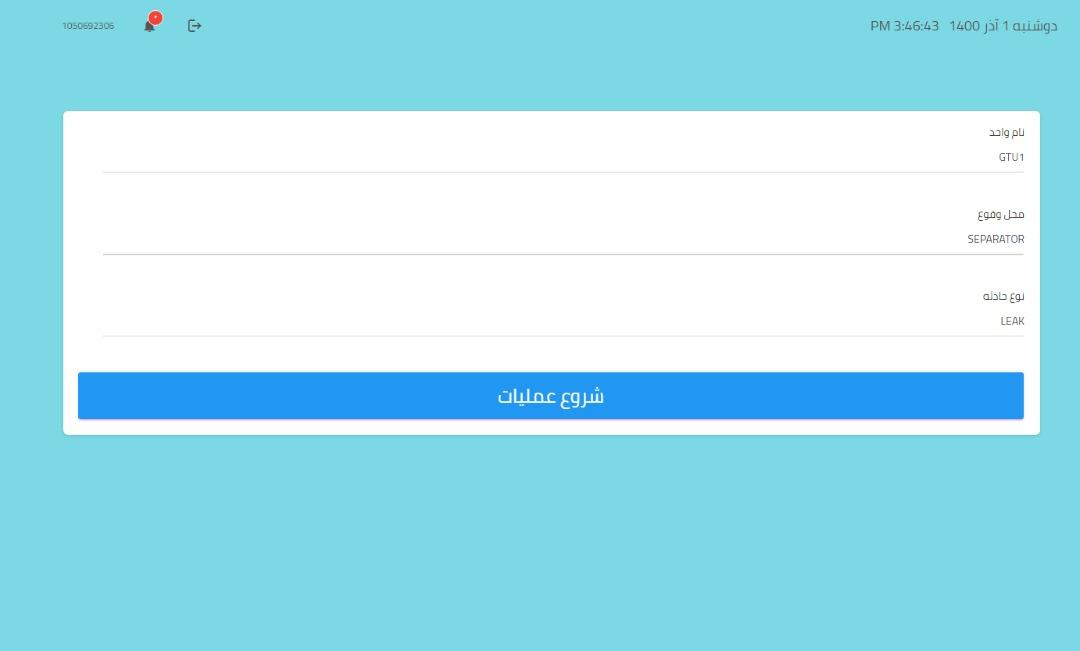 دوشنبه 1 آذر 1400 3:46:43 PM
1050692306
نام واحد
GTU1
محل وقوع
SEPARATOR
نوع حادثه
LEAK
شروع عملیات